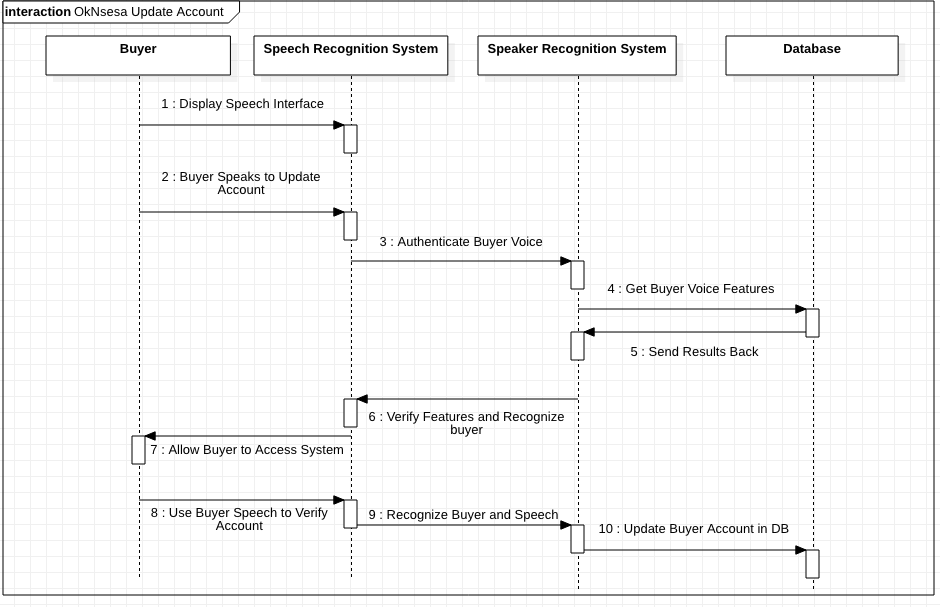 interaction OkNsesa Update Account
Buyer
Speech Recognition System
Speaker Recognition System
Database
1 : Display Speech Interface
2 : Buyer Speaks to Update
Account
3 : Authenticate Buyer Voice
4 : Get Buyer Voice Features
5 : Send Results Back
6 : Verify Features and Recognize
buyer
7 : Allow Buyer to Access System
8 : Use Buyer Speech to Verify
Account
9 : Recognize Buyer and Speech
10 : Update Buyer Account in DB